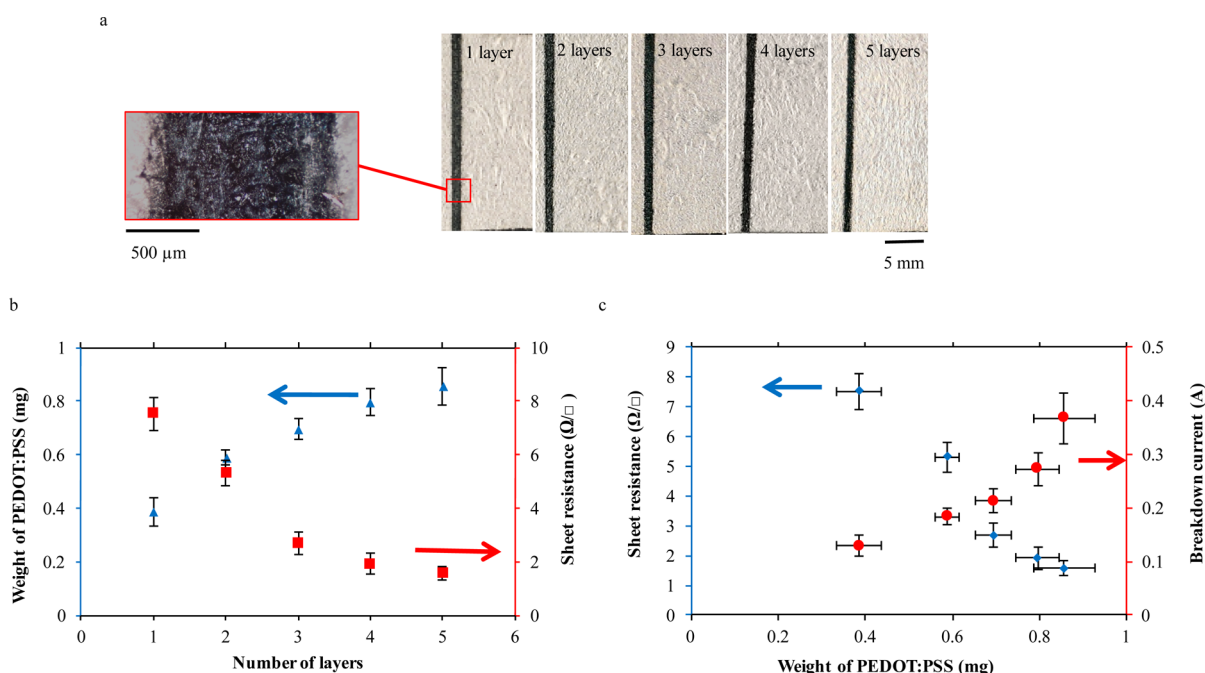 a
1 layer
2 layers
3 layers
4 layers
5 layers
500 µm
5 mm
b
Weight of PEDOT:PSS (mg)
1
0.8
0.6
0.4
0.2
0
0 1 2 3 4 5 6
Number of layers
10
8
6
4
2
0
Sheet resistance (Ω/□)
c
Sheet resistance (Ω/□)
9
8
7
6
5
4
3
2
1
0
0 0.2 0.4 0.6 0.8 1
Weight of PEDOT:PSS (mg)
0.5
0.4
0.3
0.2
0.1
0
Breakdown current (A)